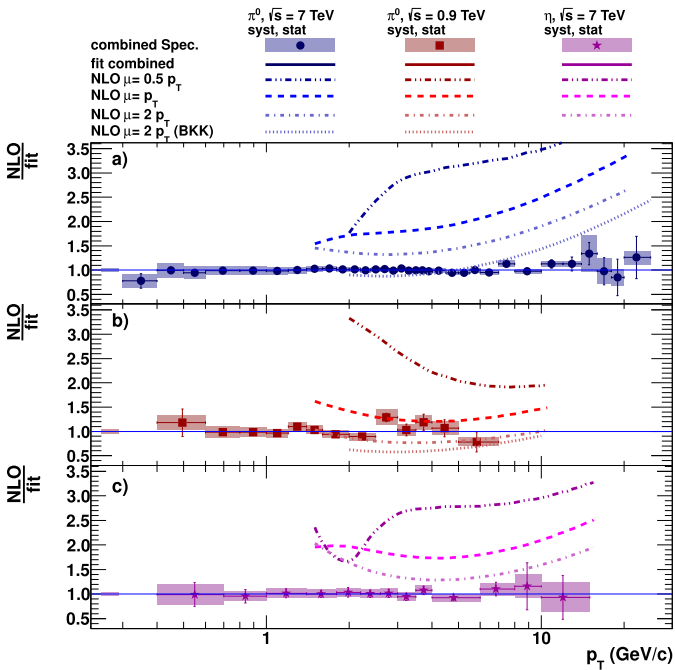 π⁰, √s = 7 TeV π⁰, √s = 0.9 TeV η, √s = 7 TeV
syst, stat syst, stat syst, stat
combined Spec.
fit combined
NLO μ= 0.5 p_T
NLO μ= p_T
NLO μ= 2 p_T
NLO μ= 2 p_T (BKK)
NLO
fit
a)
3.5
3.0
2.5
2.0
1.5
1.0
0.5
NLO
fit
b)
3.5
3.0
2.5
2.0
1.5
1.0
0.5
NLO
fit
c)
3.5
3.0
2.5
2.0
1.5
1.0
0.5
1 10
p_T (GeV/c)